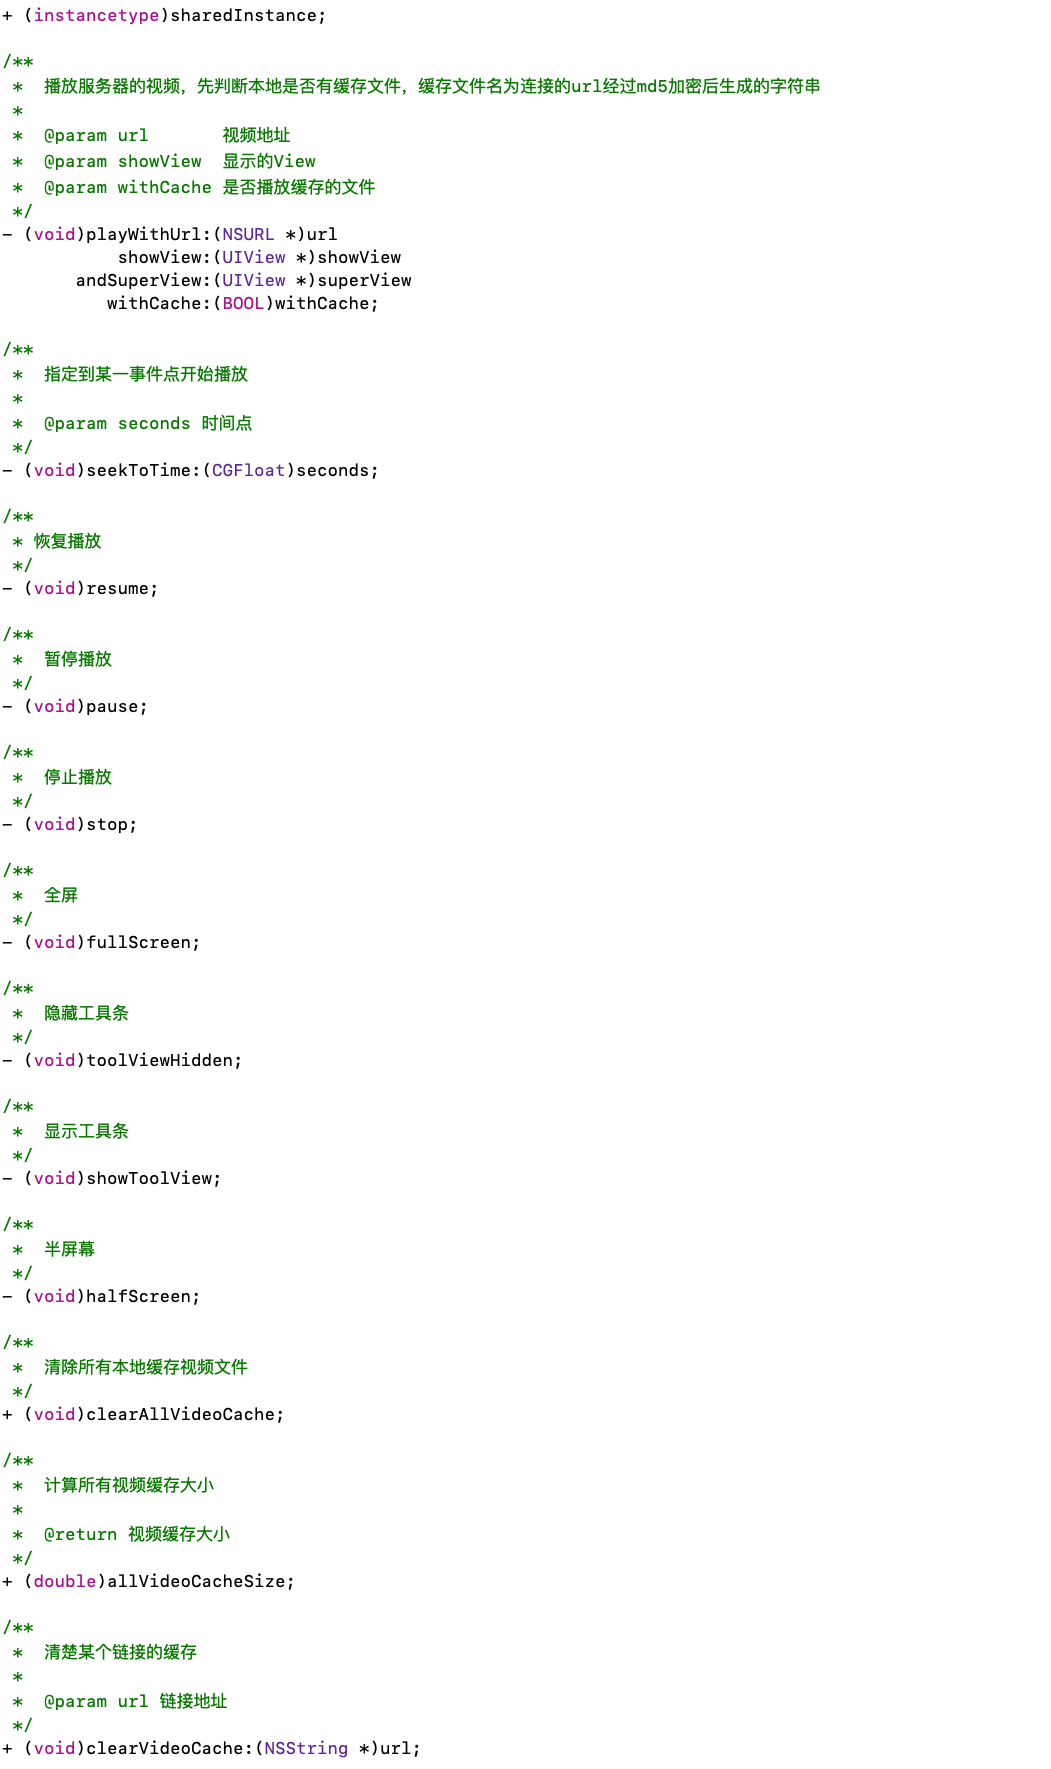 + (instancetype)sharedInstance;
/**
 *  播放服务器的视频，先判断本地是否有缓存文件，缓存文件名为连接的url经过md5加密后生成的字符串
 *
 *  @param url       视频地址
 *  @param showView  显示的View
 *  @param withCache 是否播放缓存的文件
 */
- (void)playWithUrl:(NSURL *)url
           showView:(UIView *)showView
       andSuperView:(UIView *)superView
          withCache:(BOOL)withCache;
/**
 *  指定到某一事件点开始播放
 *
 *  @param seconds 时间点
 */
- (void)seekToTime:(CGFloat)seconds;
/**
 * 恢复播放
 */
- (void)resume;
/**
 *  暂停播放
 */
- (void)pause;
/**
 *  停止播放
 */
- (void)stop;
/**
 *  全屏
 */
- (void)fullScreen;
/**
 *  隐藏工具条
 */
- (void)toolViewHidden;
/**
 *  显示工具条
 */
- (void)showToolView;
/**
 *  半屏幕
 */
- (void)halfScreen;
/**
 *  清除所有本地缓存视频文件
 */
+ (void)clearAllVideoCache;
/**
 *  计算所有视频缓存大小
 *
 *  @return 视频缓存大小
 */
+ (double)allVideoCacheSize;
/**
 *  清楚某个链接的缓存
 *
 *  @param url 链接地址
 */
+ (void)clearVideoCache:(NSString *)url;